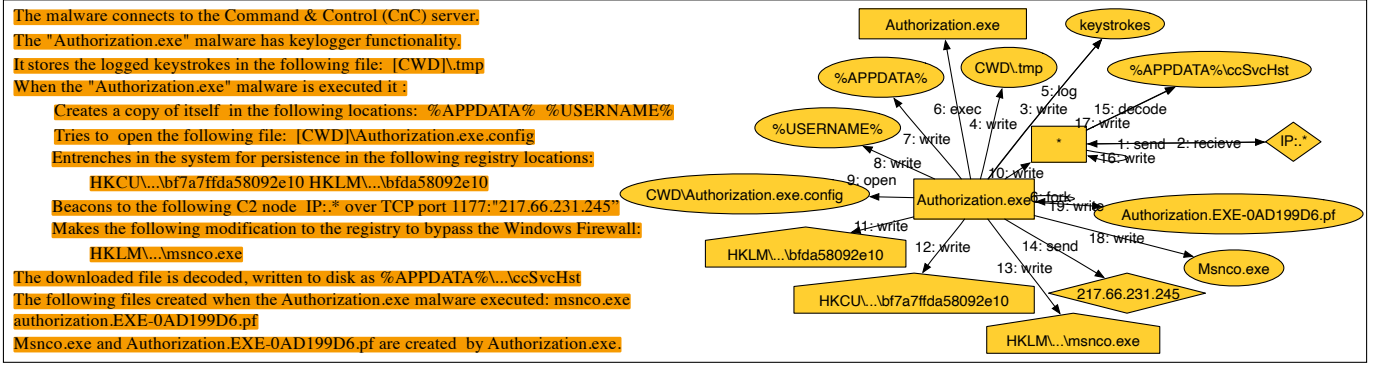 The malware connects to the Command & Control (CnC) server.
The "Authorization.exe" malware has keylogger functionality.
It stores the logged keystrokes in the following file: [CWD]\.tmp
When the "Authorization.exe" malware is executed it :
Creates a copy of itself in the following locations: %APPDATA% %USERNAME%
Tries to open the following file: [CWD]\Authorization.exe.config
Entrenches in the system for persistence in the following registry locations:
HKCU\...\bf7a7ffda58092e10 HKLM\...\bfda58092e10
Beacons to the following C2 node IP:.* over TCP port 1177:"217.66.231.245”
Makes the following modification to the registry to bypass the Windows Firewall:
HKLM\...\msnco.exe
The downloaded file is decoded, written to disk as %APPDATA%\...\ccSvcHst
The following files created when the Authorization.exe malware executed: msnco.exe
authorization.EXE-0AD199D6.pf
Msnco.exe and Authorization.EXE-0AD199D6.pf are created by Authorization.exe.
Authorization.exe
keystrokes
%APPDATA%
CWD\.tmp
%APPDATA%\ccSvcHst
5: log
6: exec
3: write
15: decode
4: write
17: write
%USERNAME%
7: write
*
1: send
2: recieve
IP:.*
8: write
16: write
10: write
9: open
CWD\Authorization.exe.config
Authorization.exe
6: fork
19: write
Authorization.EXE-0AD199D6.pf
11: write
12: write
14: send
18: write
HKLM\...\bfda58092e10
13: write
Msnco.exe
HKCU\...\bf7a7ffda58092e10
217.66.231.245
HKLM\...\msnco.exe